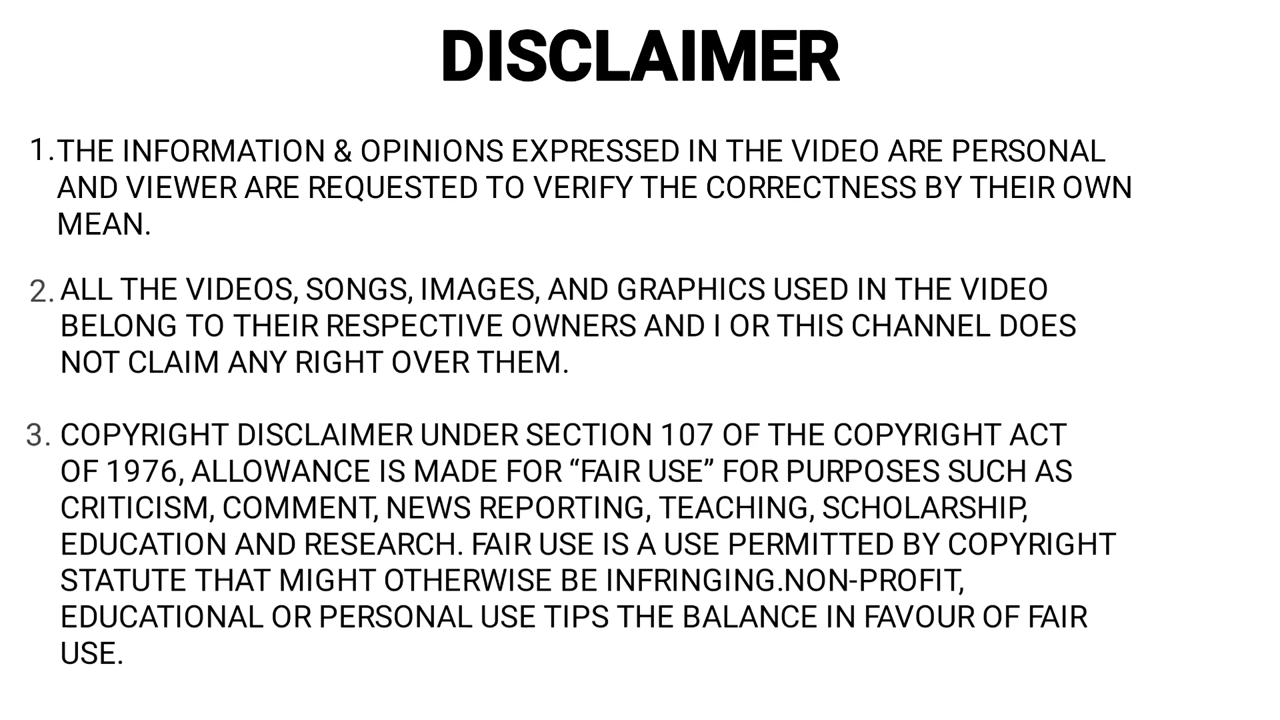 DISCLAIMER
1. THE INFORMATION & OPINIONS EXPRESSED IN THE VIDEO ARE PERSONAL
AND VIEWER ARE REQUESTED TO VERIFY THE CORRECTNESS BY THEIR OWN
MEAN.
2. ALL THE VIDEOS, SONGS, IMAGES, AND GRAPHICS USED IN THE VIDEO
BELONG TO THEIR RESPECTIVE OWNERS AND I OR THIS CHANNEL DOES
NOT CLAIM ANY RIGHT OVER THEM.
3. COPYRIGHT DISCLAIMER UNDER SECTION 107 OF THE COPYRIGHT ACT
OF 1976, ALLOWANCE IS MADE FOR “FAIR USE” FOR PURPOSES SUCH AS
CRITICISM, COMMENT, NEWS REPORTING, TEACHING, SCHOLARSHIP,
EDUCATION AND RESEARCH. FAIR USE IS A USE PERMITTED BY COPYRIGHT
STATUTE THAT MIGHT OTHERWISE BE INFRINGING.NON-PROFIT,
EDUCATIONAL OR PERSONAL USE TIPS THE BALANCE IN FAVOUR OF FAIR
USE.